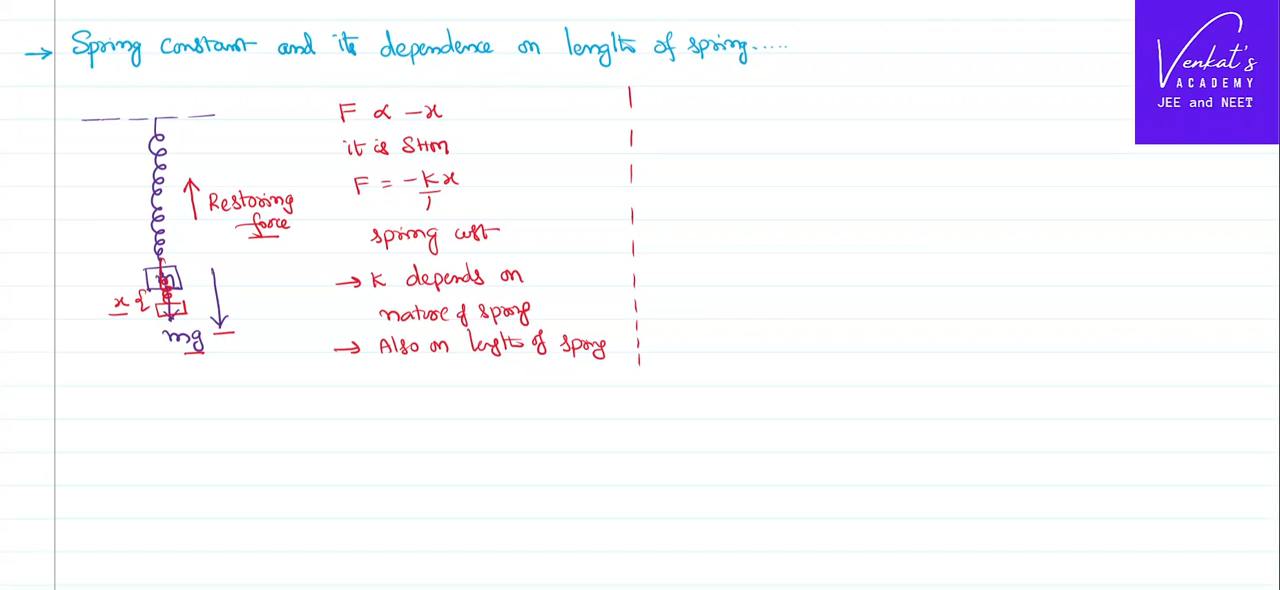 → Spring constant and its dependence on length of spring.....
Venkat's
ACADEMY
JEE and NEET
F ∝ -x
it is SHM
F = -kx
↑ Restoring
force
spring cost
→ K depends on
nature of spring
→ Also on length of spring
m
x {
mg